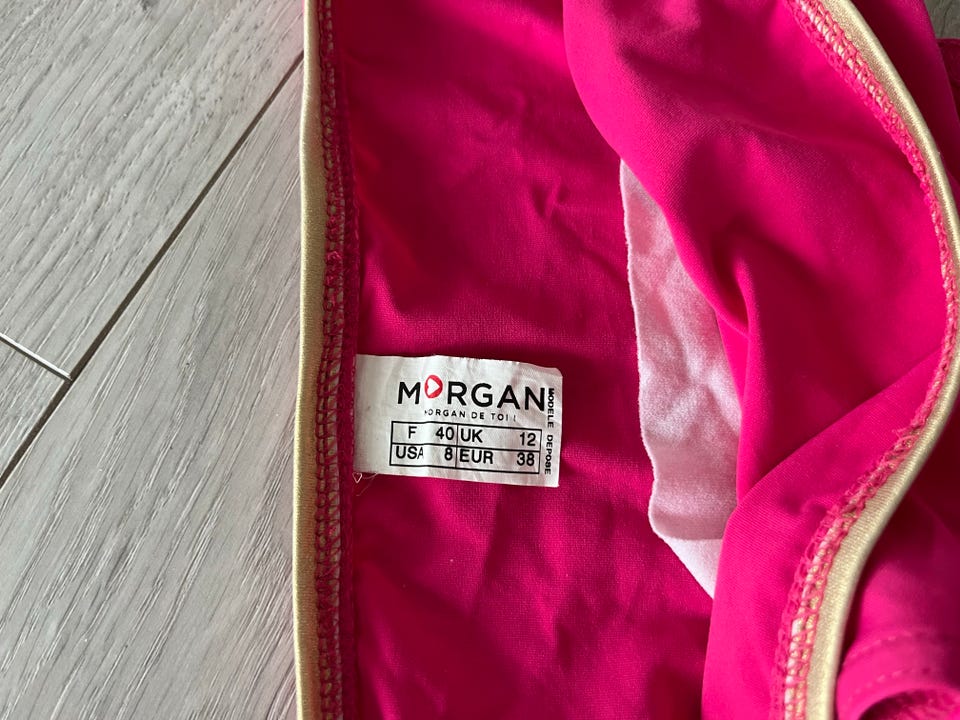 MORGAN
MORGAN DE TOI !
F 40 UK 12
USA 8 EUR 38
MODELE DEPOSE